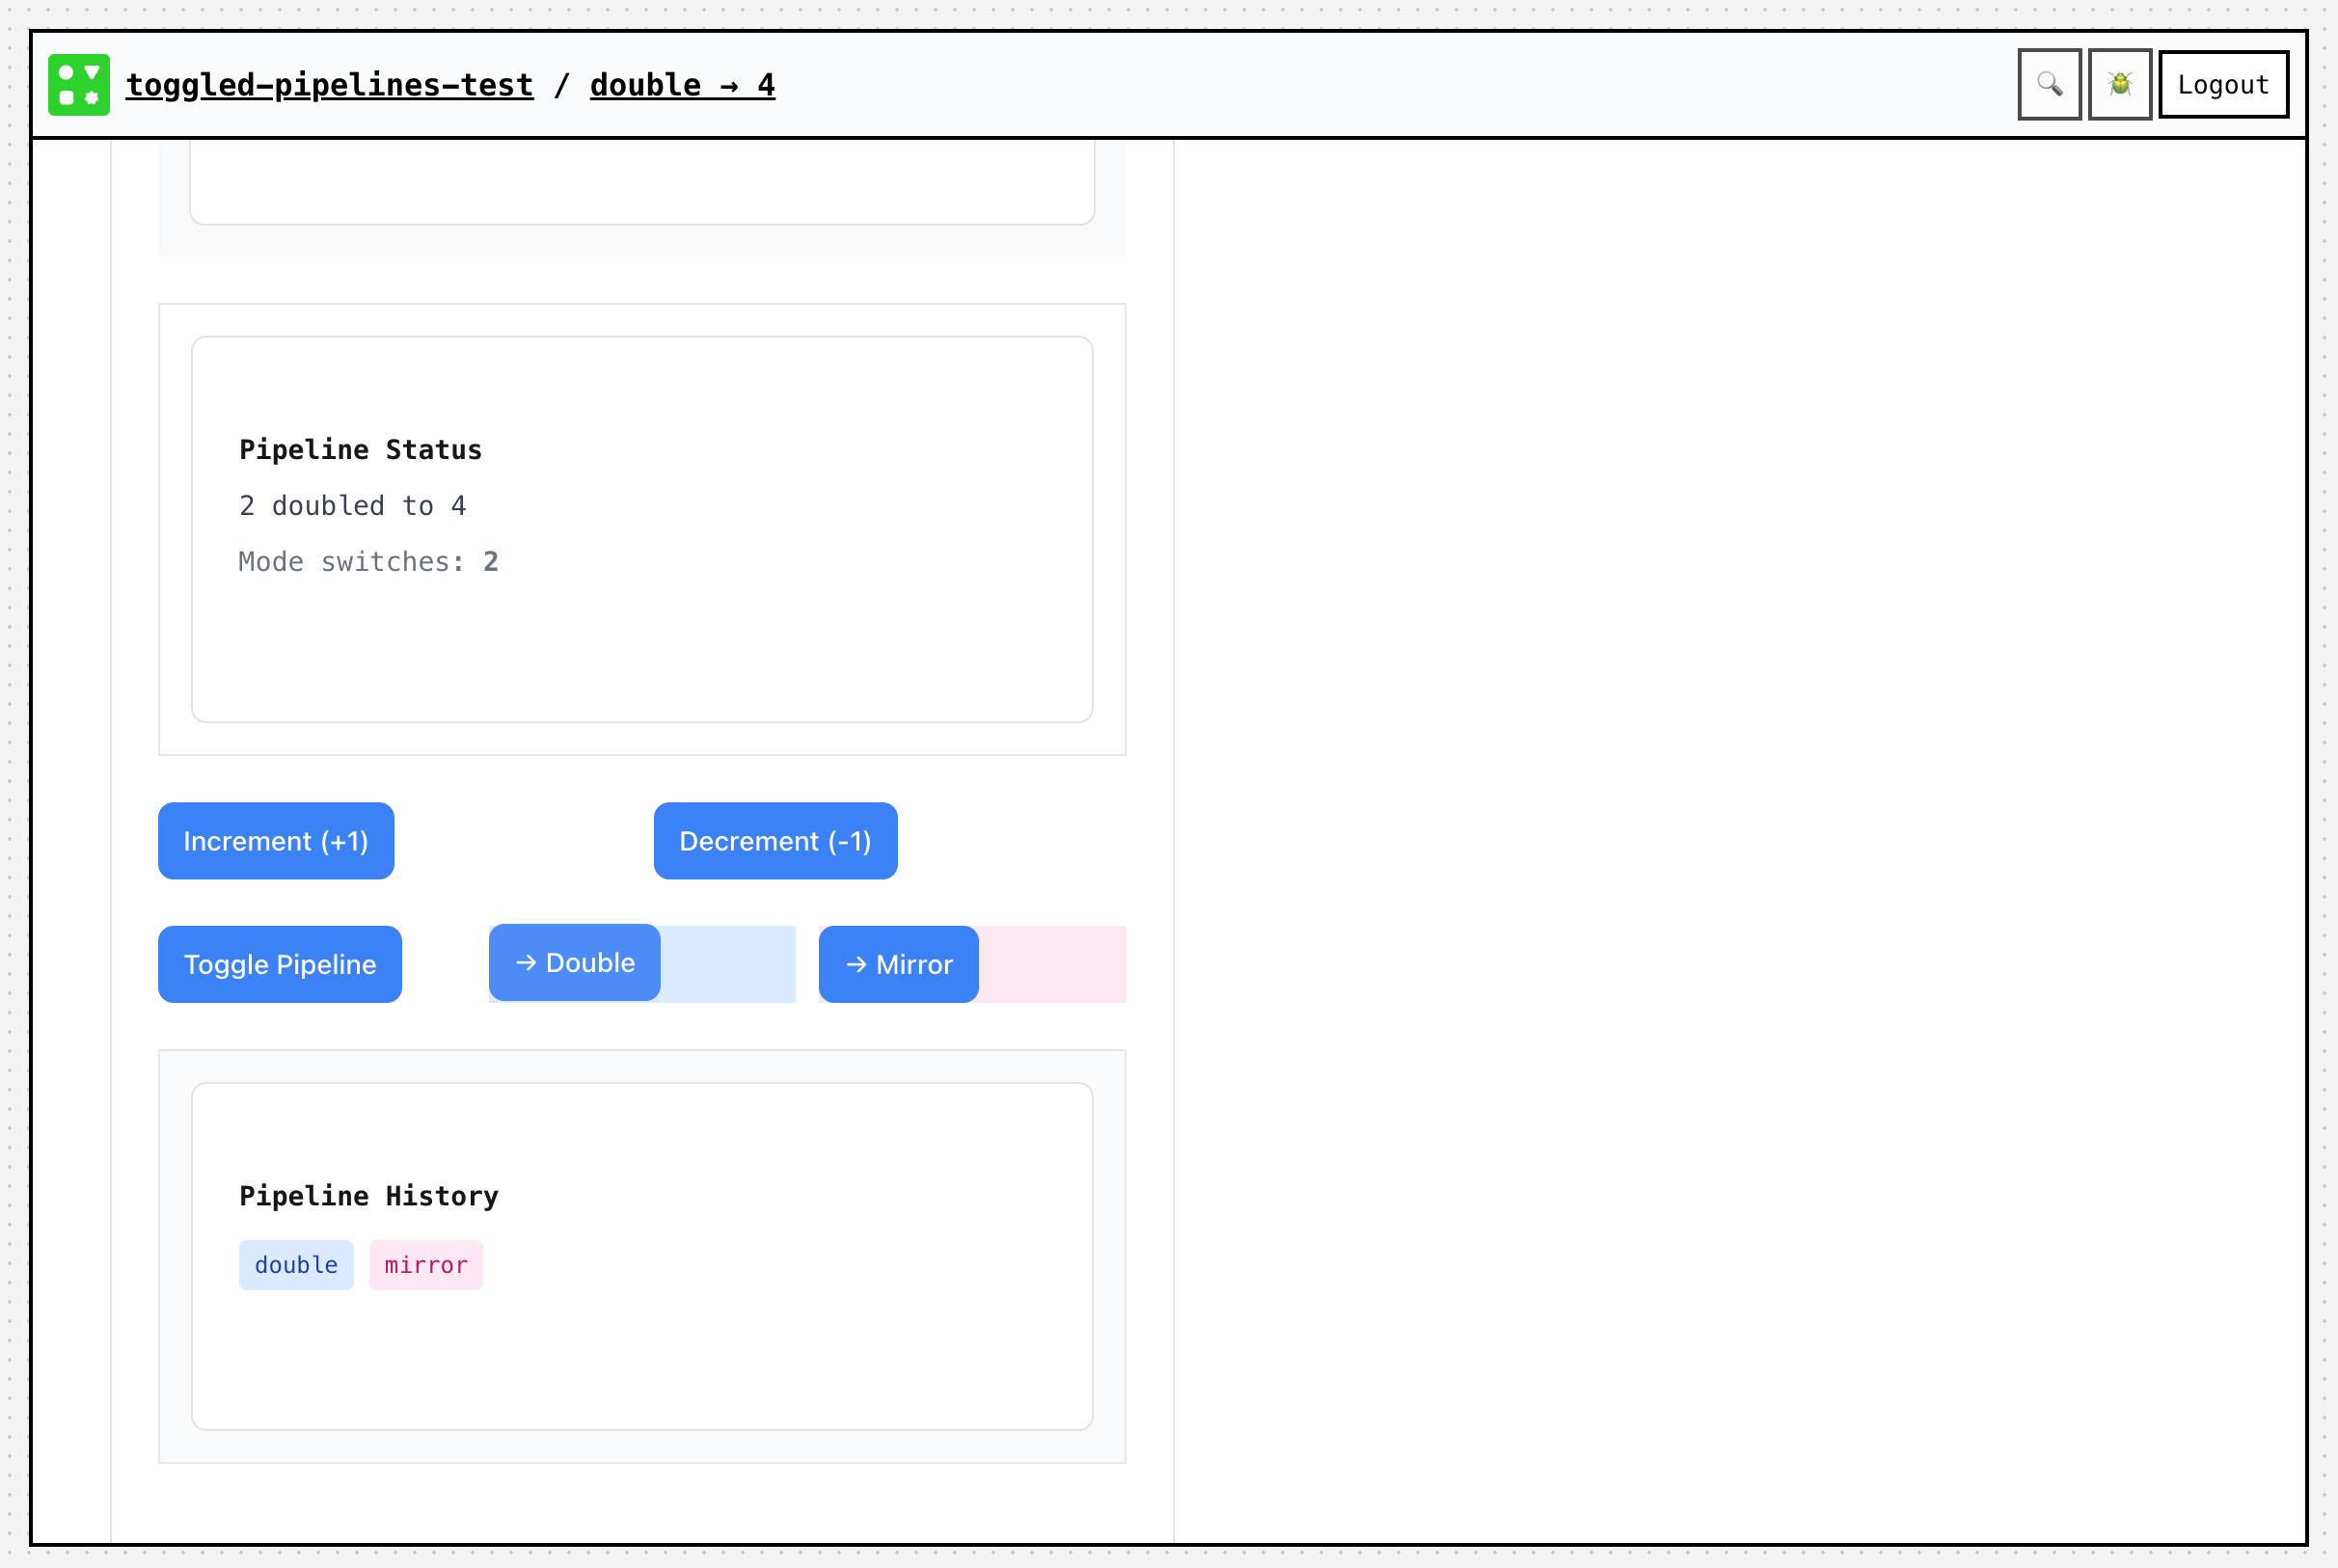 toggled-pipelines-test / double → 4
Logout
Pipeline Status
2 doubled to 4
Mode switches: 2
Increment (+1)
Decrement (-1)
Toggle Pipeline
→ Double
→ Mirror
Pipeline History
double mirror